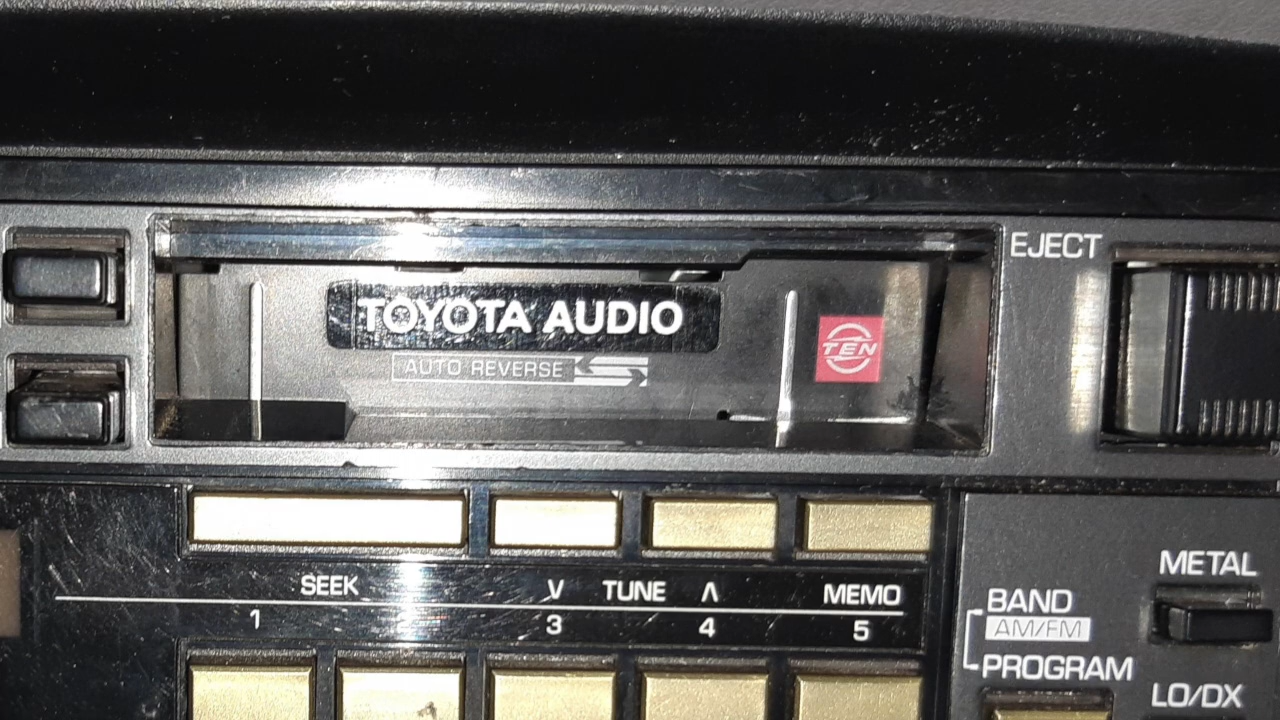 EJECT
TOYOTA AUDIO
TEN
AUTO REVERSE
METAL
SEEK V TUNE Λ MEMO
BAND
1 3 4 5
AM/FM
PROGRAM
LO/DX